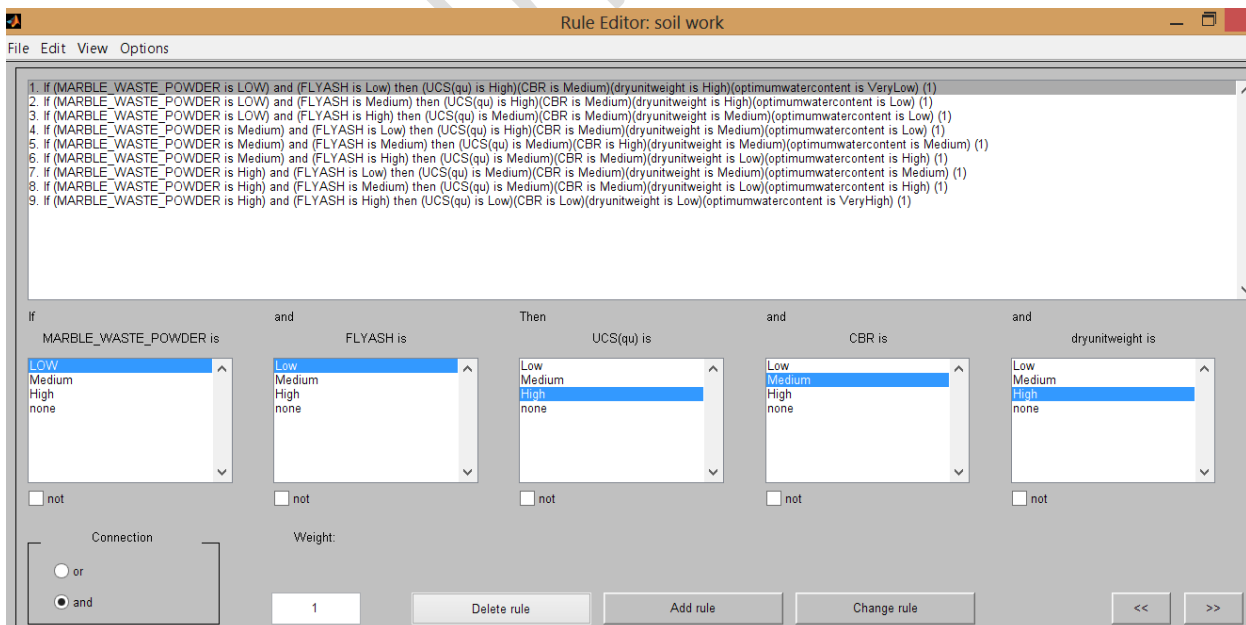 Rule Editor: soil work
File Edit View Options
1. If (MARBLE_WASTE_POWDER is LOW) and (FLYASH is Low) then (UCS(qu) is High)(CBR is Medium)(dryunitweight is High)(optimumwatercontent is VeryLow) (1)
2. If (MARBLE_WASTE_POWDER is LOW) and (FLYASH is Medium) then (UCS(qu) is High)(CBR is Medium)(dryunitweight is High)(optimumwatercontent is Low) (1)
3. If (MARBLE_WASTE_POWDER is LOW) and (FLYASH is High) then (UCS(qu) is Medium)(CBR is Medium)(dryunitweight is Medium)(optimumwatercontent is Low) (1)
4. If (MARBLE_WASTE_POWDER is Medium) and (FLYASH is Low) then (UCS(qu) is High)(CBR is Medium)(dryunitweight is Medium)(optimumwatercontent is Low) (1)
5. If (MARBLE_WASTE_POWDER is Medium) and (FLYASH is Medium) then (UCS(qu) is Medium)(CBR is High)(dryunitweight is Medium)(optimumwatercontent is Medium) (1)
6. If (MARBLE_WASTE_POWDER is Medium) and (FLYASH is High) then (UCS(qu) is Medium)(CBR is Medium)(dryunitweight is Low)(optimumwatercontent is High) (1)
7. If (MARBLE_WASTE_POWDER is High) and (FLYASH is Low) then (UCS(qu) is Medium)(CBR is Medium)(dryunitweight is Medium)(optimumwatercontent is Medium) (1)
8. If (MARBLE_WASTE_POWDER is High) and (FLYASH is Medium) then (UCS(qu) is Medium)(CBR is Medium)(dryunitweight is Low)(optimumwatercontent is High) (1)
9. If (MARBLE_WASTE_POWDER is High) and (FLYASH is High) then (UCS(qu) is Low)(CBR is Low)(dryunitweight is Low)(optimumwatercontent is VeryHigh) (1)
If and Then and and
MARBLE_WASTE_POWDER is FLYASH is UCS(qu) is CBR is dryunitweight is
LOW Low Low Low Low
Medium Medium Medium Medium Medium
High High High High High
none none none none none
not not not not not
Connection Weight:
or
and 1 Delete rule Add rule Change rule << >>